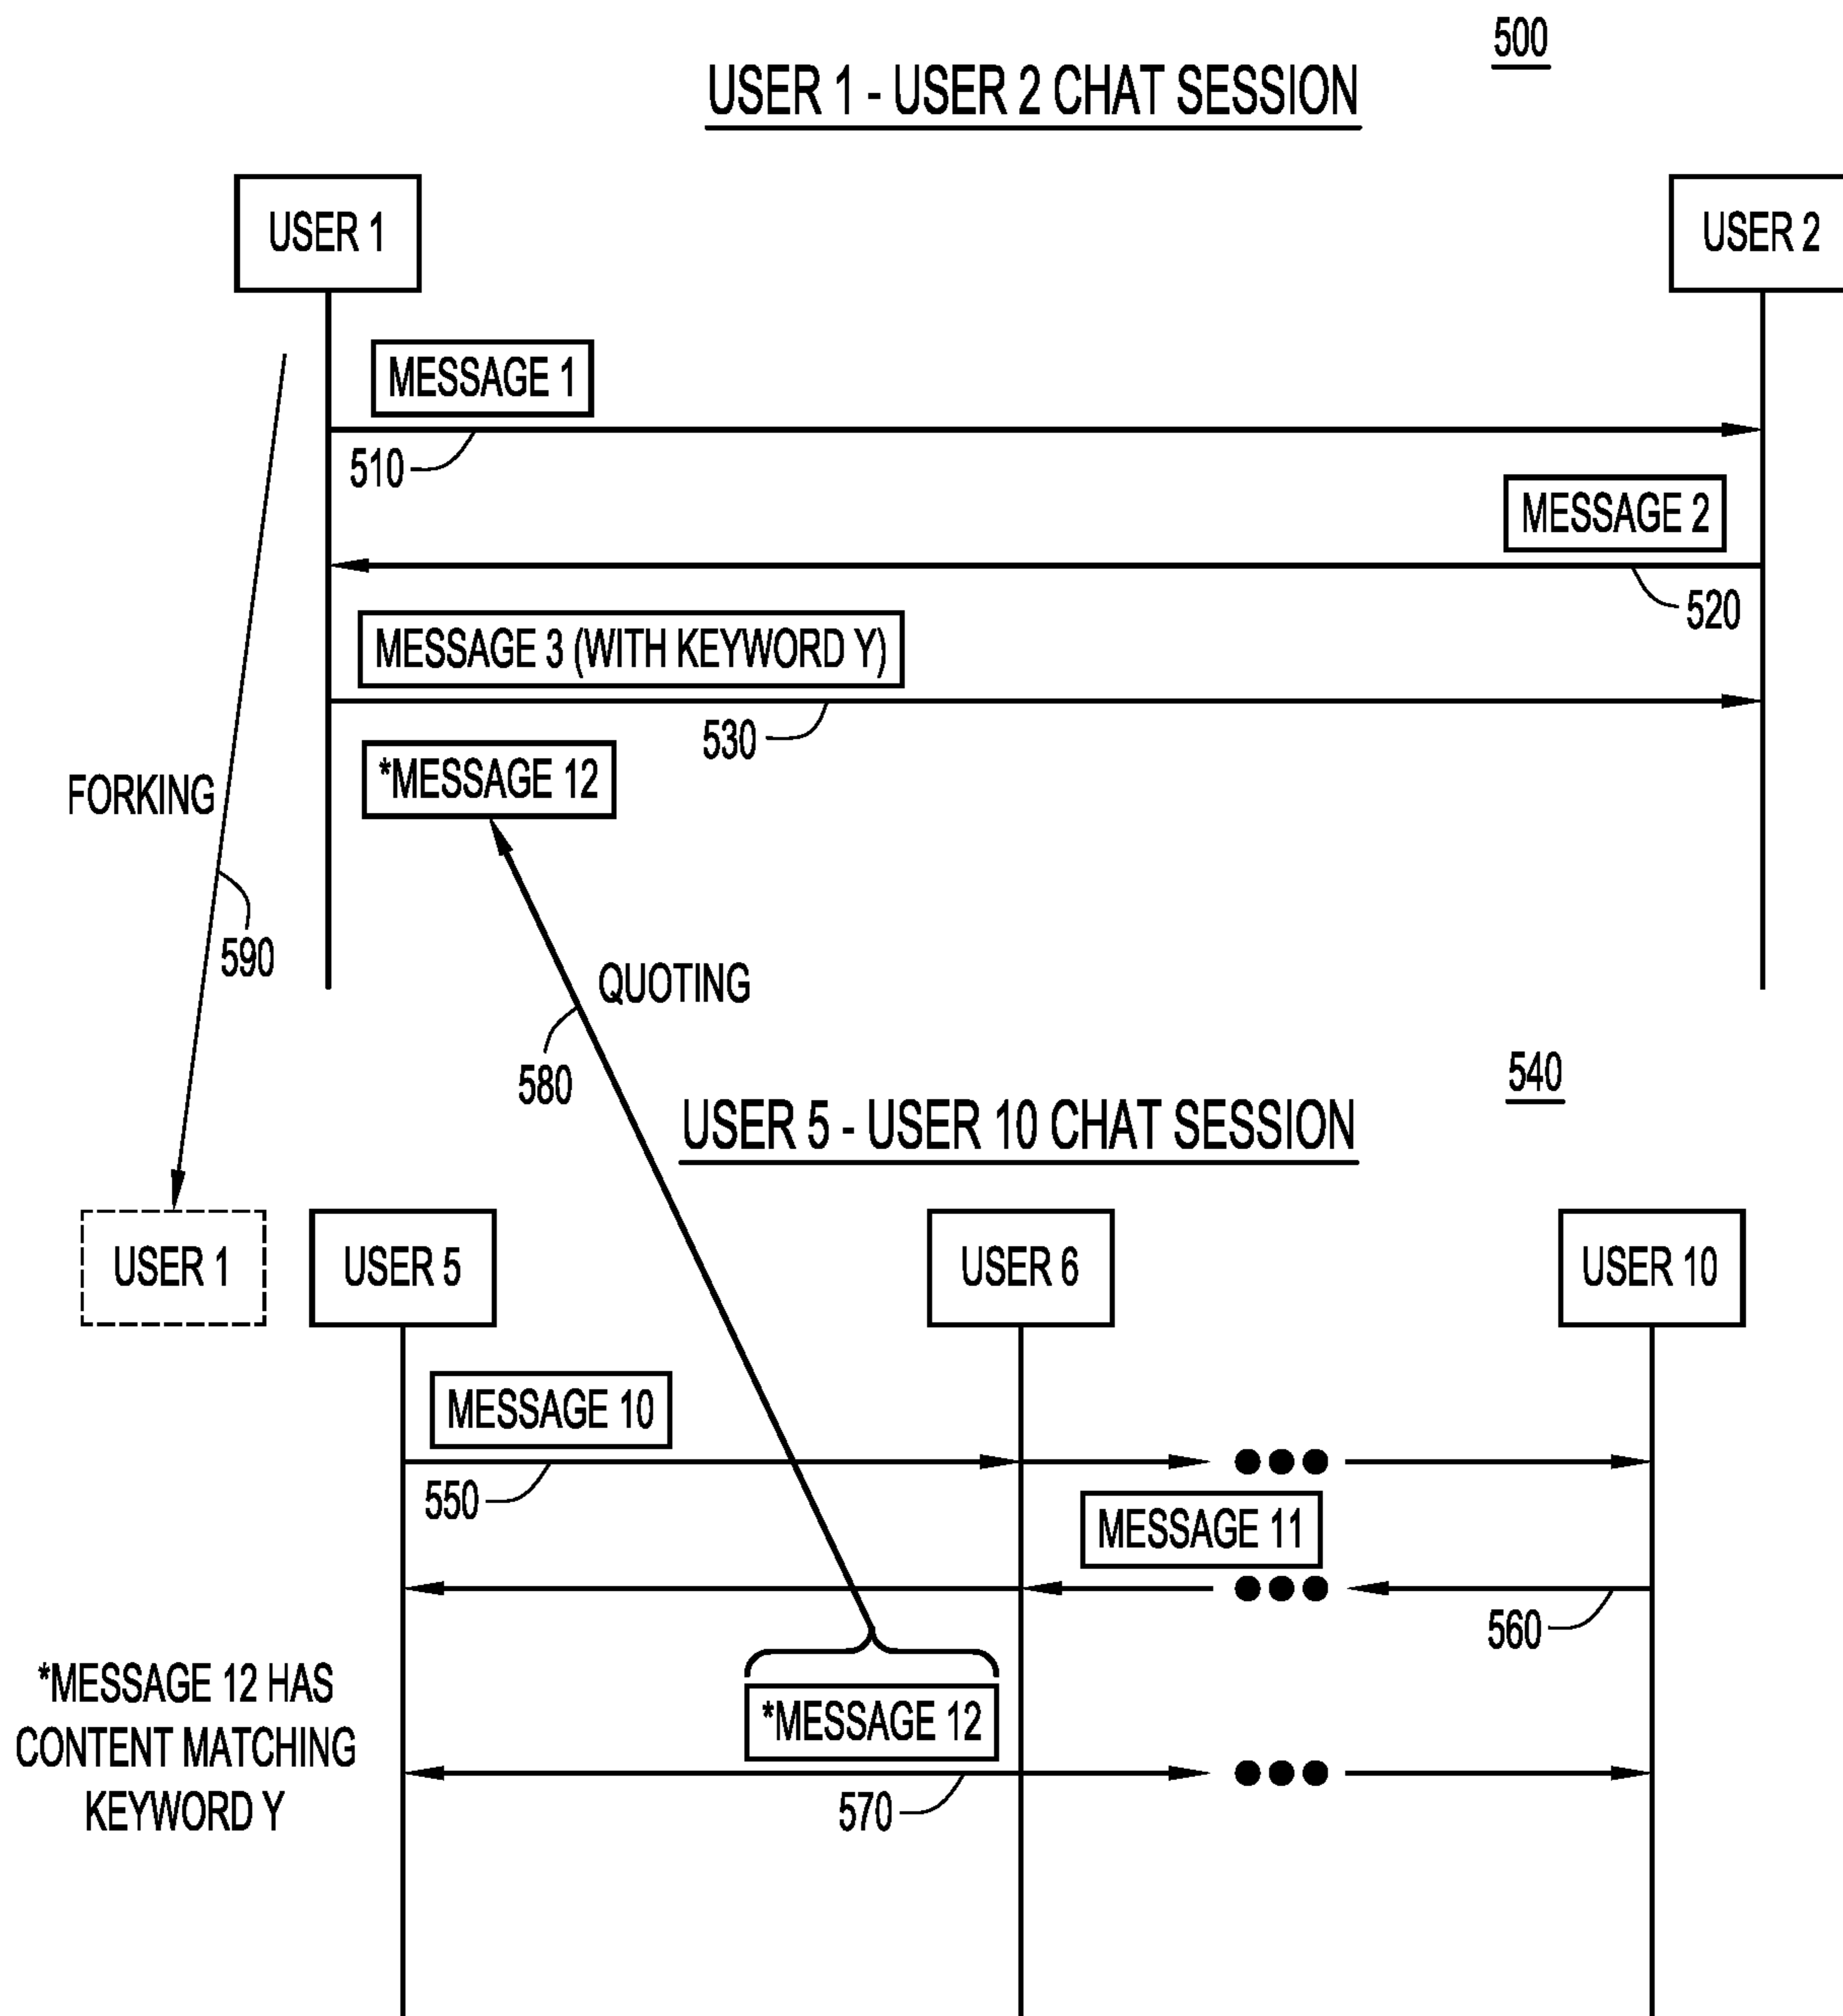 500
USER 1 - USER 2 CHAT SESSION
USER 1
USER 2
MESSAGE 1
510
MESSAGE 2
520
MESSAGE 3 (WITH KEYWORD Y)
530
*MESSAGE 12
FORKING
590
QUOTING
580
540
USER 5 - USER 10 CHAT SESSION
USER 1
USER 5
USER 6
USER 10
MESSAGE 10
550
MESSAGE 11
560
*MESSAGE 12 HAS
CONTENT MATCHING
KEYWORD Y
*MESSAGE 12
570